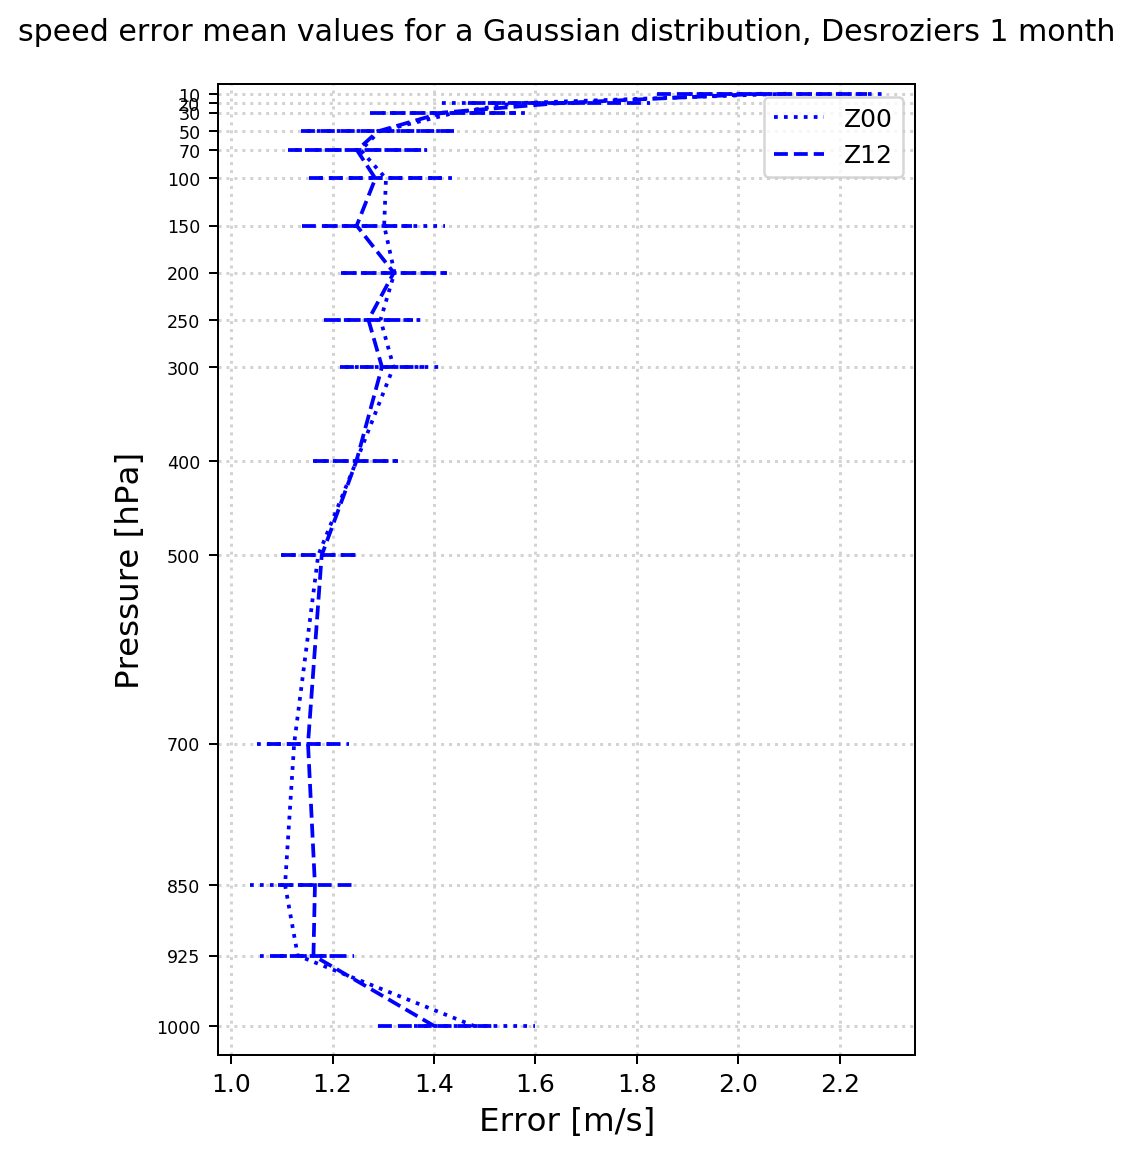 speed error mean values for a Gaussian distribution, Desroziers 1 month
10
20
30
50
70
100
150
200
250
300
400
500
700
850
925
1000
Pressure [hPa]
Z00
Z12
1.0 1.2 1.4 1.6 1.8 2.0 2.2
Error [m/s]